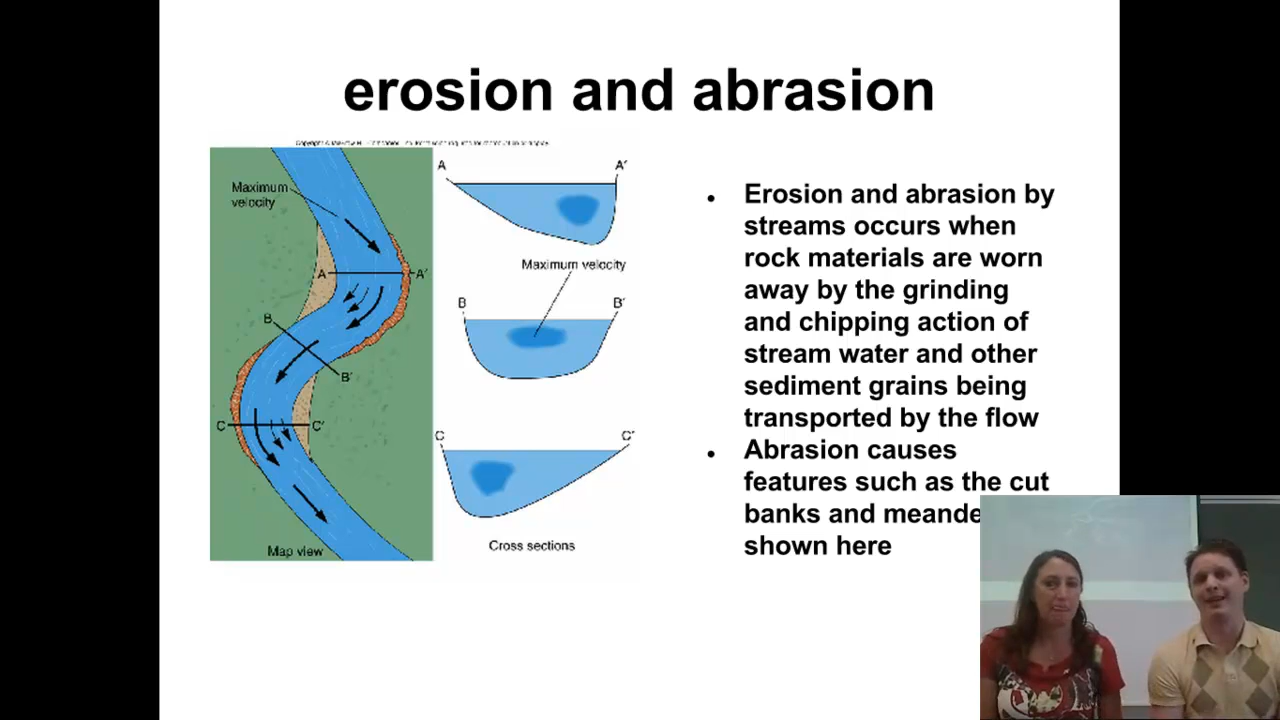 erosion and abrasion
Maximum
velocity
A
A′
B
B′
C
C′
Map view
A
A′
Maximum velocity
B
B′
C
C′
Cross sections
• Erosion and abrasion by
streams occurs when
rock materials are worn
away by the grinding
and chipping action of
stream water and other
sediment grains being
transported by the flow
• Abrasion causes
features such as the cut
banks and meande
shown here